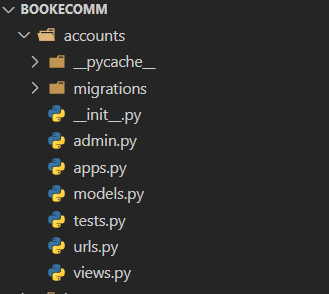 BOOKECOMM
accounts
__pycache__
migrations
__init__.py
admin.py
apps.py
models.py
tests.py
urls.py
views.py